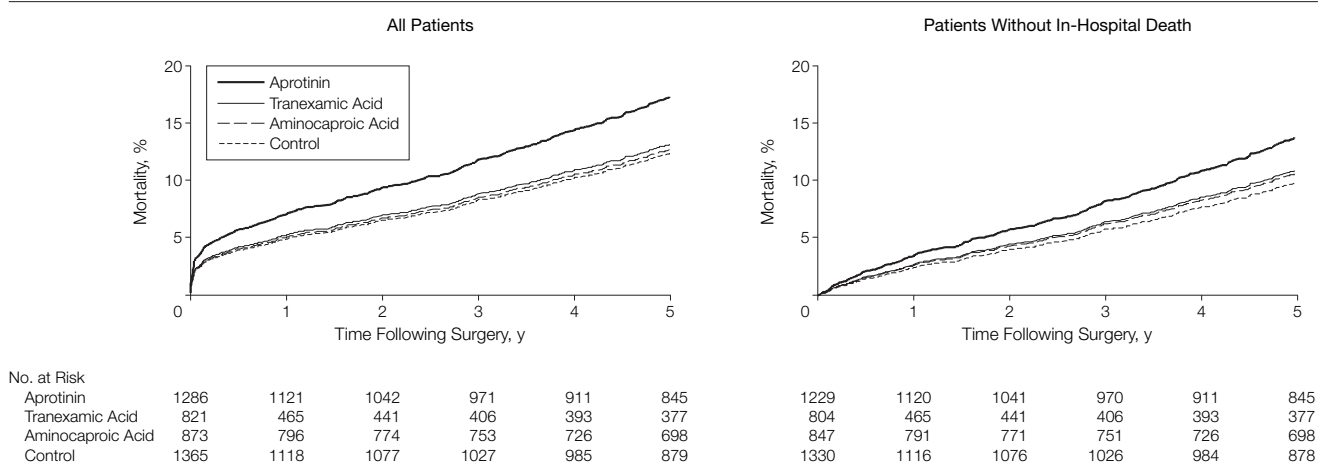 All Patients
20
15
10
5
0
Mortality, %
Aprotinin
Tranexamic Acid
Aminocaproic Acid
Control
1 2 3 4 5
Time Following Surgery, y
Patients Without In-Hospital Death
20
15
10
5
0
Mortality, %
1 2 3 4 5
Time Following Surgery, y
No. at Risk
Aprotinin 1286 1121 1042 971 911 845 1229 1120 1041 970 911 845
Tranexamic Acid 821 465 441 406 393 377 804 465 441 406 393 377
Aminocaproic Acid 873 796 774 753 726 698 847 791 771 751 726 698
Control 1365 1118 1077 1027 985 879 1330 1116 1076 1026 984 878